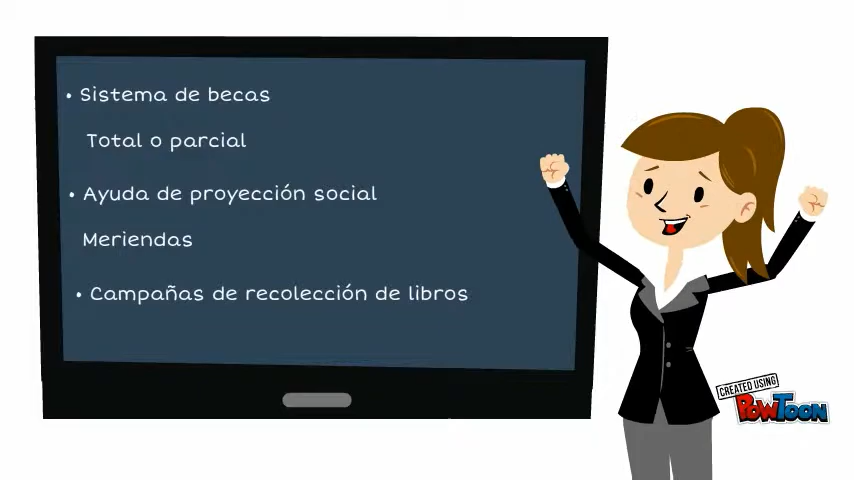 • Sistema de becas
Total o parcial
• Ayuda de proyección social
Meriendas
• Campañas de recolección de libros
CREATED USING
POWTOON